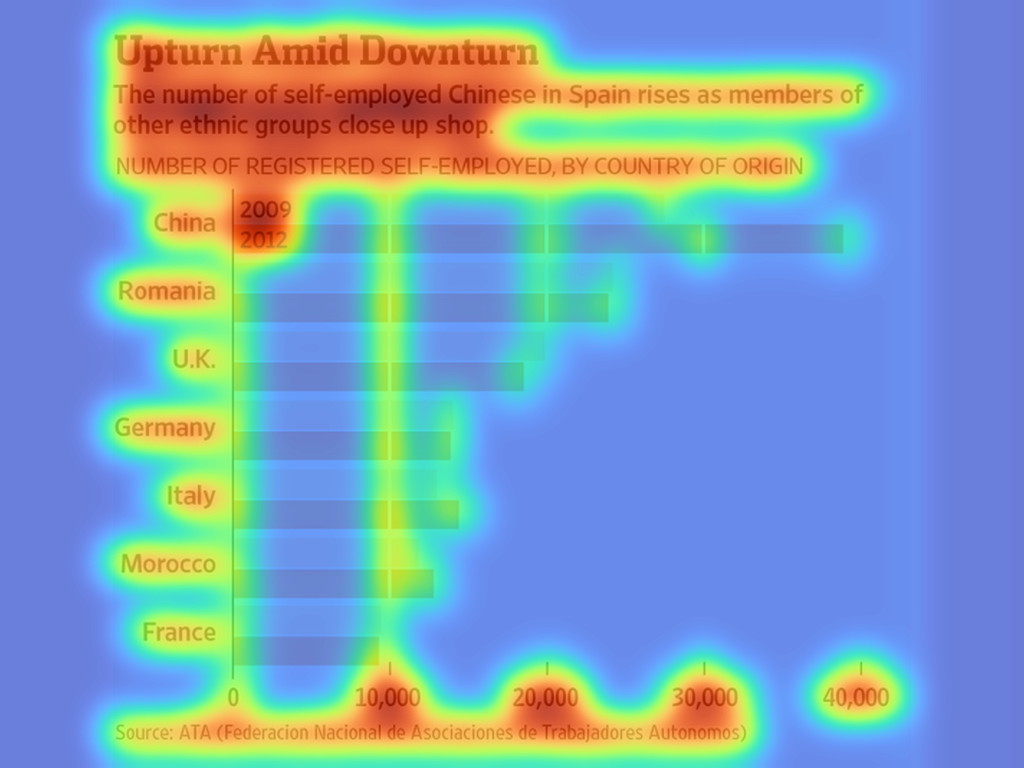 Upturn Amid Downturn
The number of self-employed Chinese in Spain rises as members of
other ethnic groups close up shop.
NUMBER OF REGISTERED SELF-EMPLOYED, BY COUNTRY OF ORIGIN
China
2009
2012
Romania
U.K.
Germany
Italy
Morocco
France
0 10,000 20,000 30,000 40,000
Source: ATA (Federacion Nacional de Asociaciones de Trabajadores Autonomos)